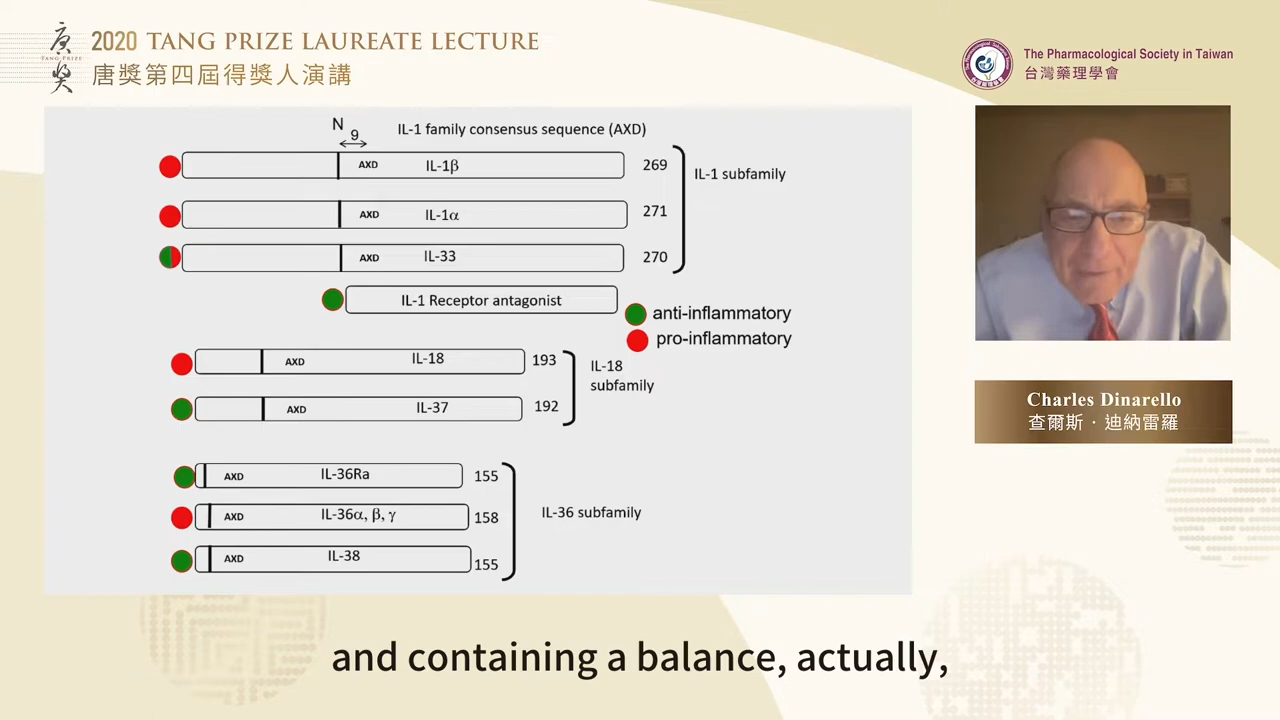 庚
TANG PRIZE
奬
2020 TANG PRIZE LAUREATE LECTURE
唐獎第四屆得獎人演講
The Pharmacological Society in Taiwan
台灣藥理學會
N
9
IL-1 family consensus sequence (AXD)
AXD IL-1β 269
IL-1 subfamily
AXD IL-1α 271
AXD IL-33 270
IL-1 Receptor antagonist
anti-inflammatory
pro-inflammatory
AXD IL-18 193
IL-18
subfamily
AXD IL-37 192
AXD IL-36Ra 155
AXD IL-36α, β, γ 158
IL-36 subfamily
AXD IL-38 155
Charles Dinarello
查爾斯·迪納雷羅
and containing a balance, actually,